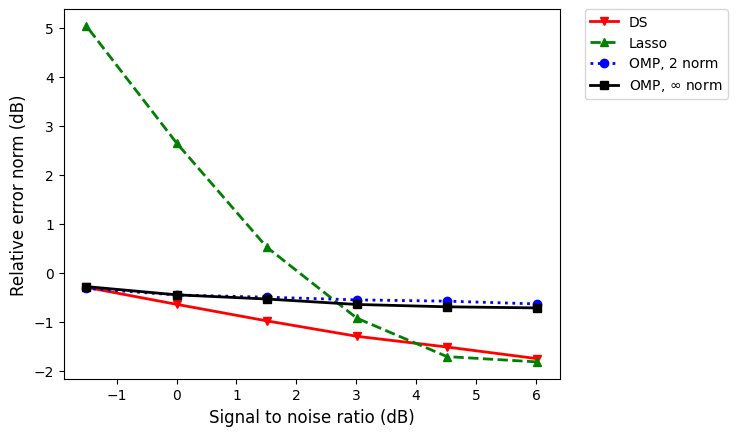 5
4
3
2
1
0
−1
−2
Relative error norm (dB)
−1
0
1
2
3
4
5
6
Signal to noise ratio (dB)
DS
Lasso
OMP, 2 norm
OMP, ∞ norm